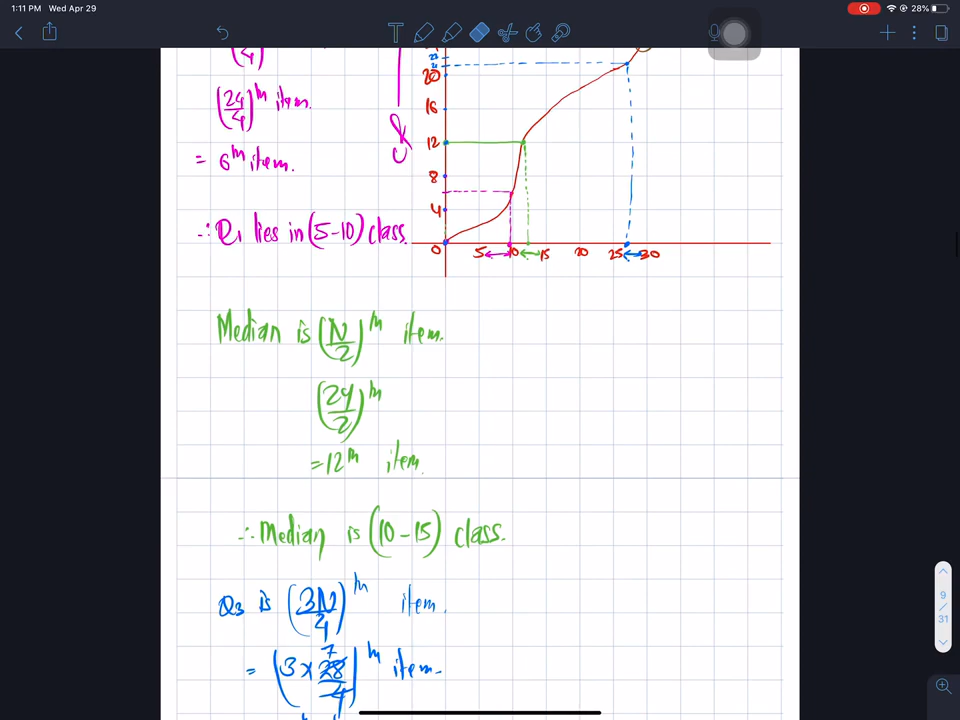 1:11 PM Wed Apr 29
28%
20
(24/4)ᵗʰ item.
16
= 6ᵗʰ item.
12
8
∴ Q₁ lies in (5-10) class.
4
0 5 10 15 20 25 30
Median is (N/2)ᵗʰ item.
(24/2)ᵗʰ
= 12ᵗʰ item.
∴ Median is (10-15) class.
Q₃ is (3N/4)ᵗʰ item.
9
/
31
7
= (3 x 28/4)ᵗʰ item.